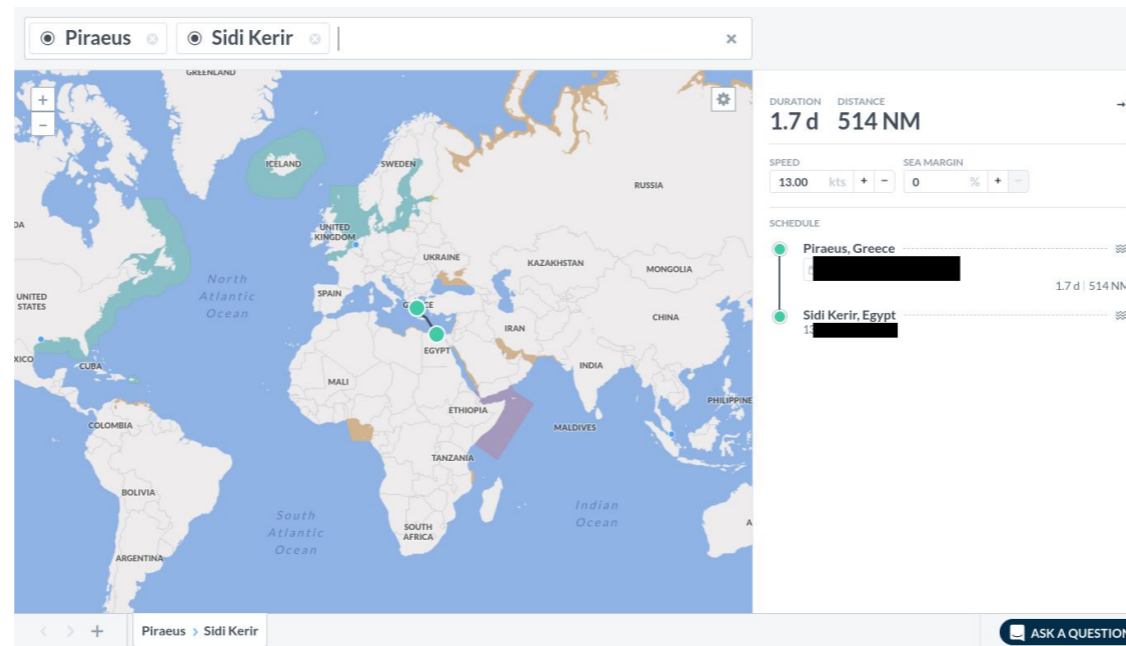 Piraeus
Sidi Kerir
DURATION DISTANCE
1.7 d 514 NM
SPEED SEA MARGIN
13.00 kts + − 0 % + −
SCHEDULE
Piraeus, Greece
1.7 d | 514 NM
Sidi Kerir, Egypt
13
GREENLAND
ICELAND
SWEDEN
RUSSIA
UNITED
KINGDOM
UKRAINE
KAZAKHSTAN
MONGOLIA
North
Atlantic
Ocean
SPAIN
UNITED
STATES
CHINA
IRAN
EGYPT
CUBA
INDIA
MALI
ETHIOPIA
MALDIVES
COLOMBIA
TANZANIA
BOLIVIA
South
Atlantic
Ocean
Indian
Ocean
SOUTH
AFRICA
ARGENTINA
Piraeus > Sidi Kerir
ASK A QUESTION